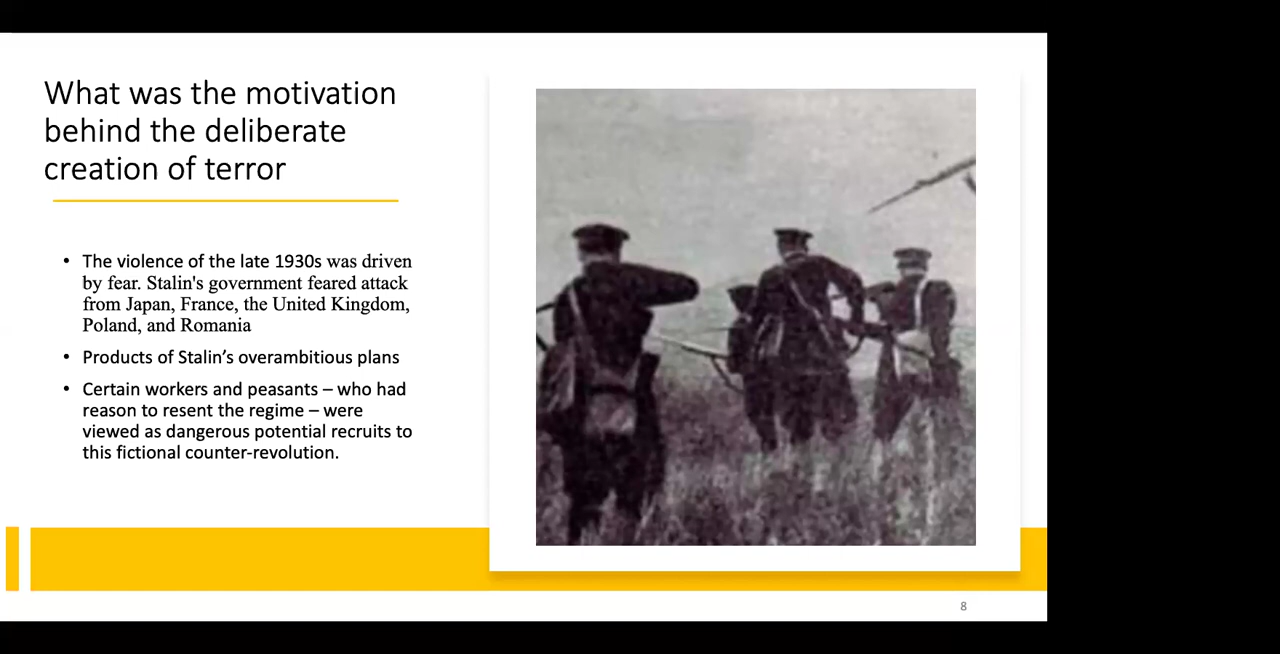 What was the motivation
behind the deliberate
creation of terror
• The violence of the late 1930s was driven
by fear. Stalin's government feared attack
from Japan, France, the United Kingdom,
Poland, and Romania
• Products of Stalin’s overambitious plans
• Certain workers and peasants – who had
reason to resent the regime – were
viewed as dangerous potential recruits to
this fictional counter-revolution.
8